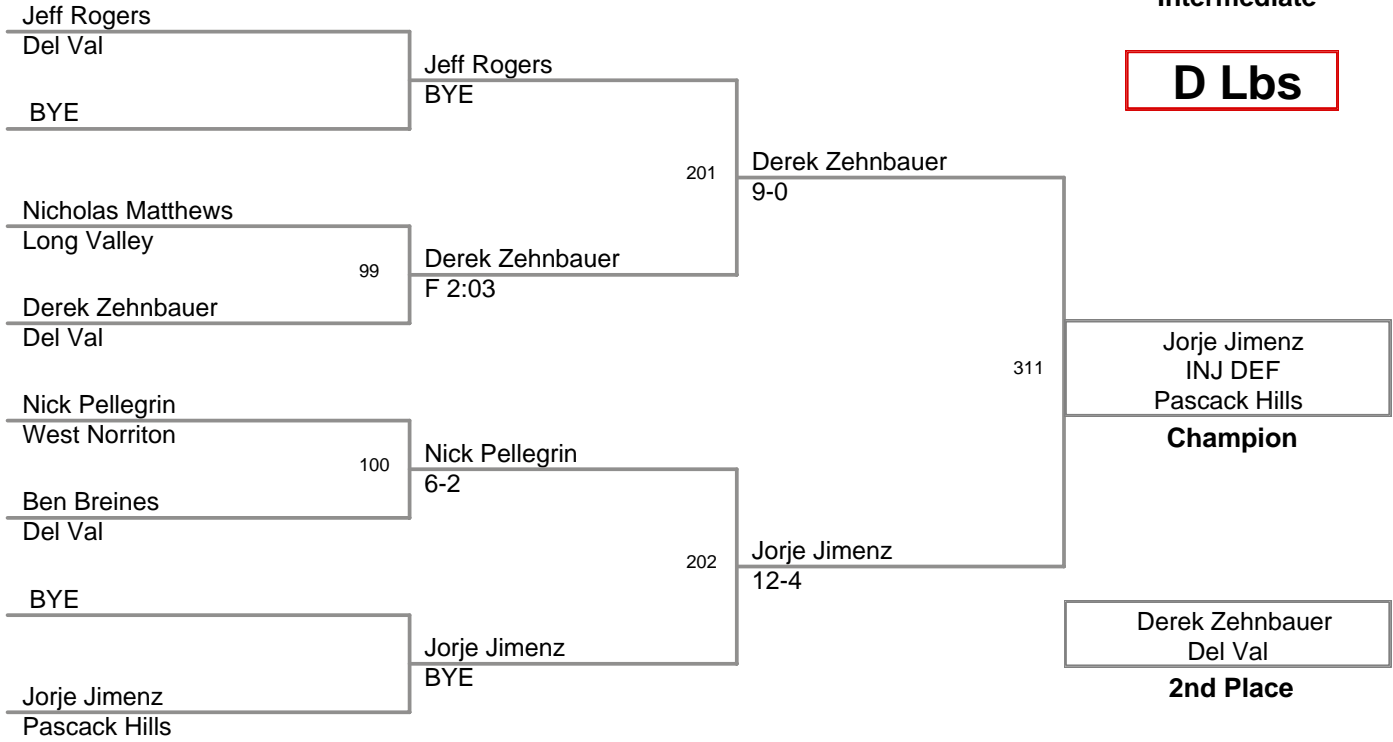 Intermediate
D Lbs
Jeff Rogers
Del Val
BYE
Jeff Rogers
BYE
201
Derek Zehnbauer
9-0
Nicholas Matthews
Long Valley
99
Derek Zehnbauer
F 2:03
Derek Zehnbauer
Del Val
311
Jorje Jimenz
INJ DEF
Pascack Hills
Champion
Nick Pellegrin
West Norriton
100
Nick Pellegrin
6-2
Ben Breines
Del Val
202
Jorje Jimenz
12-4
BYE
Jorje Jimenz
BYE
Jorje Jimenz
Pascack Hills
Derek Zehnbauer
Del Val
2nd Place